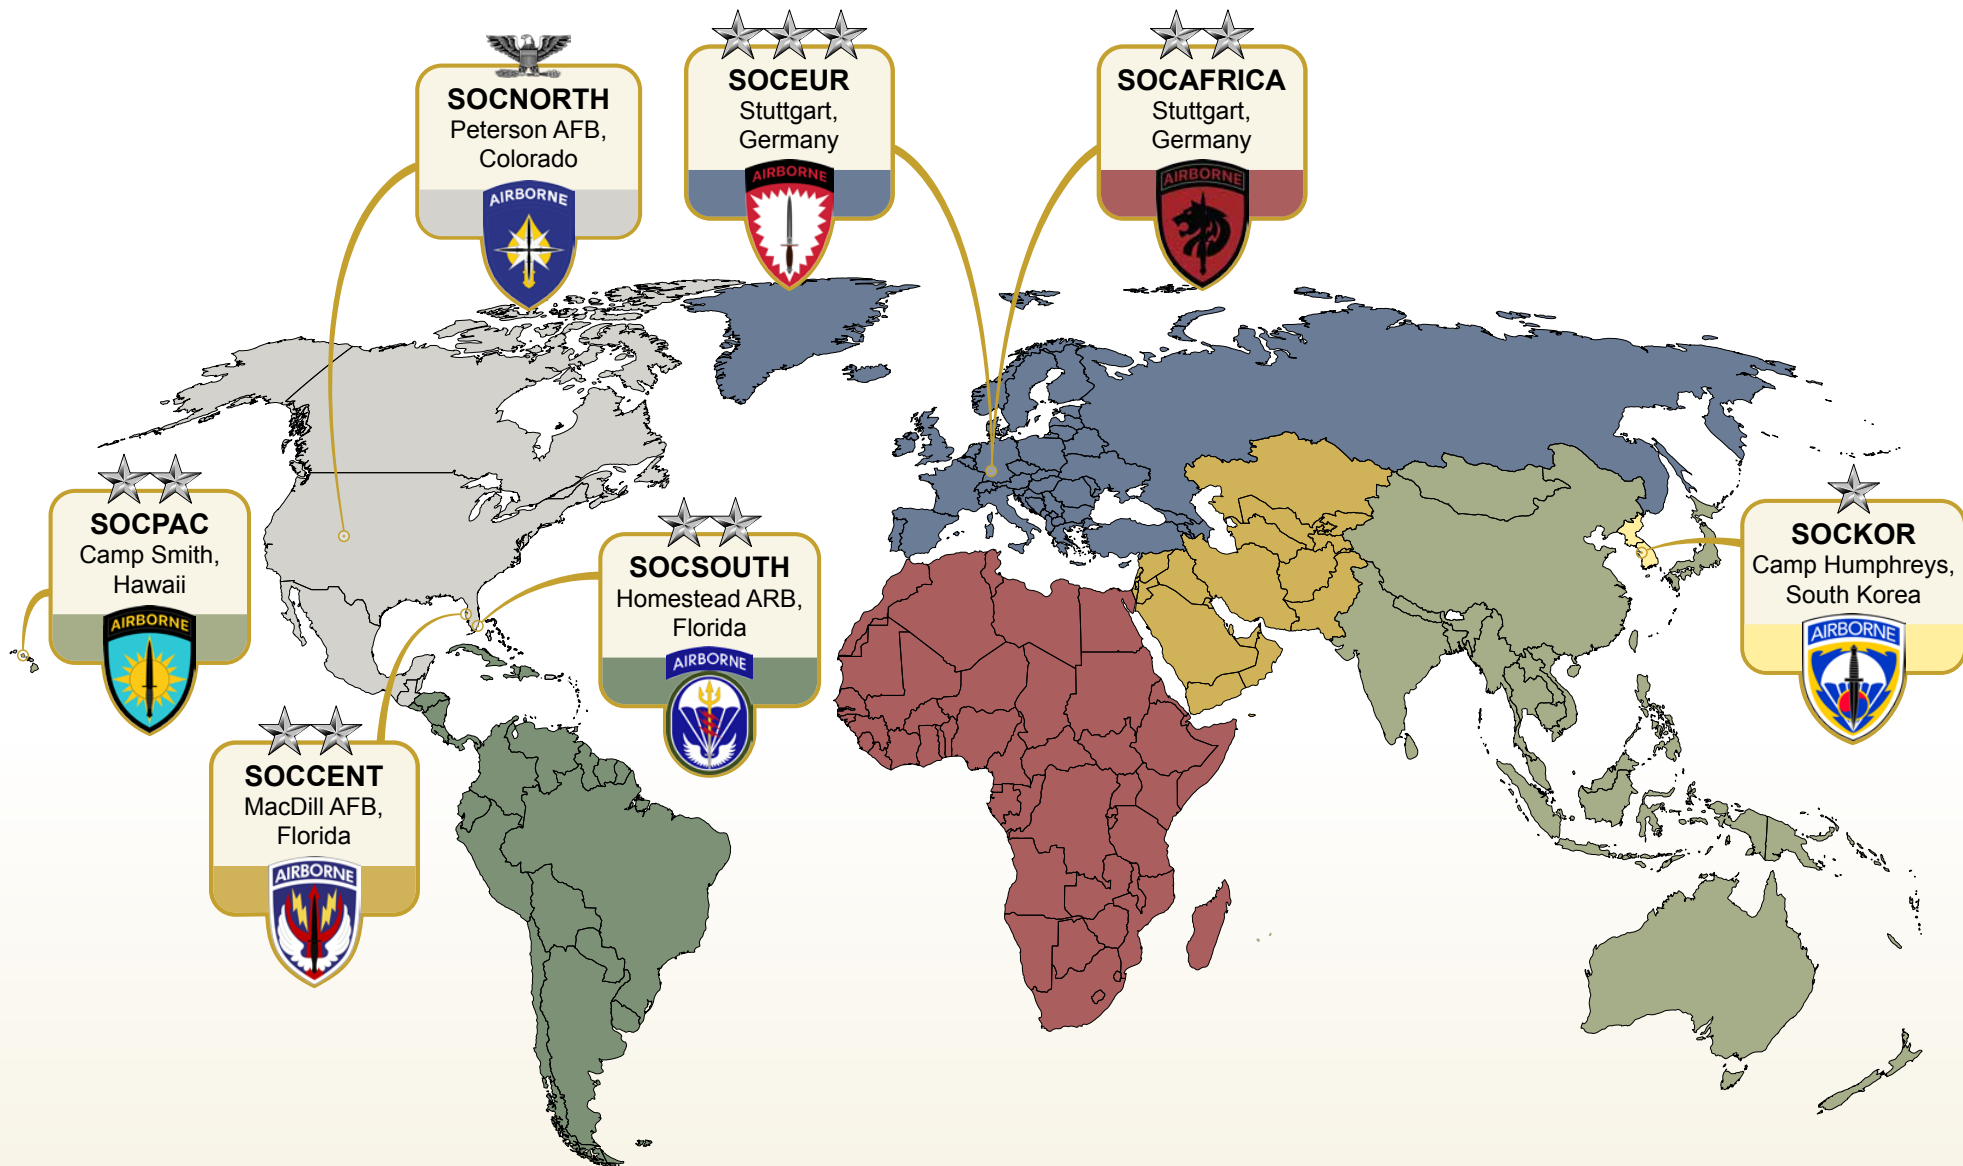 SOCNORTH
Peterson AFB,
Colorado
AIRBORNE
SOCEUR
Stuttgart,
Germany
AIRBORNE
SOCAFRICA
Stuttgart,
Germany
AIRBORNE
SOCPAC
Camp Smith,
Hawaii
AIRBORNE
SOCSOUTH
Homestead ARB,
Florida
AIRBORNE
SOCKOR
Camp Humphreys,
South Korea
AIRBORNE
SOCCENT
MacDill AFB,
Florida
AIRBORNE